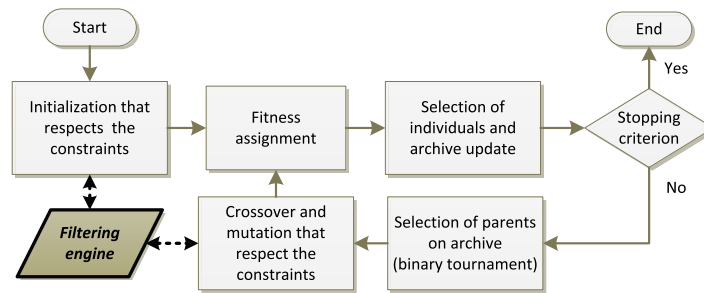 Start
End
Yes
Initialization that
respects the
constraints
Fitness
assignment
Selection of
individuals and
archive update
Stopping
criterion
No
Filtering
engine
Crossover and
mutation that
respect the
constraints
Selection of parents
on archive
(binary tournament)